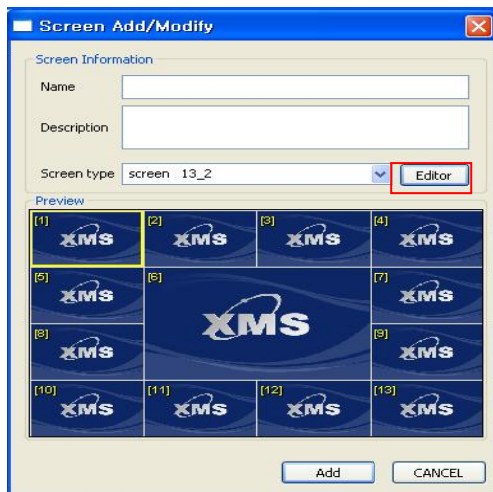 Screen Add/Modify
Screen Information
Name
Description
Screen type screen 13_2 Editor
Preview
[1] [2] [3] [4]
XMS XMS XMS XMS
[5] [6] [7]
XMS XMS XMS
[8] [9]
XMS XMS
[10] [11] [12] [13]
XMS XMS XMS XMS
Add CANCEL